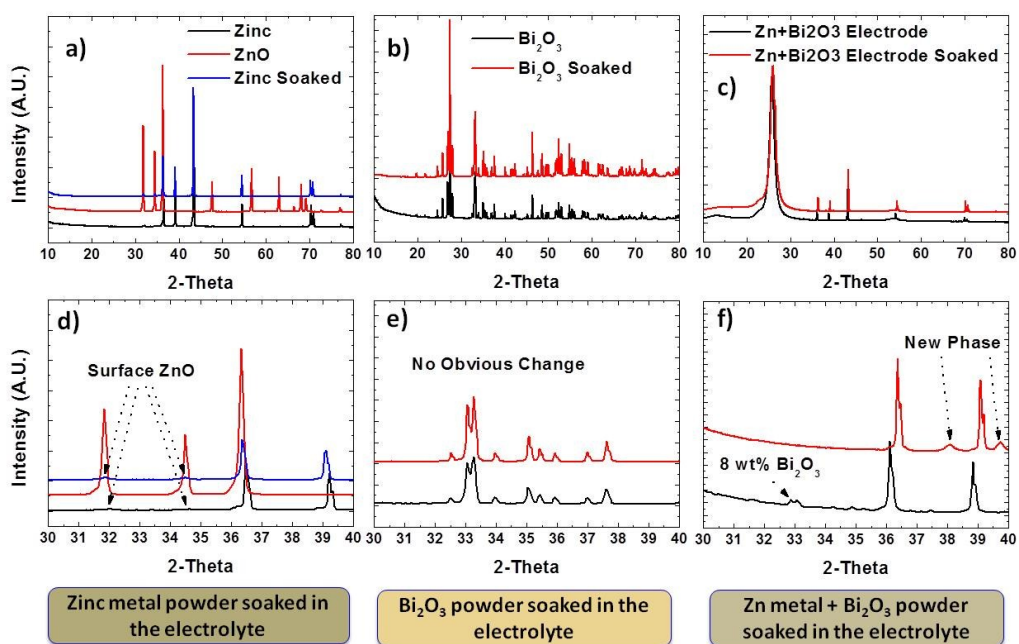 Intensity (A.U.)
a)
Zinc
ZnO
Zinc Soaked
10 20 30 40 50 60 70 80
2-Theta
b)
Bi₂O₃
Bi₂O₃ Soaked
10 20 30 40 50 60 70 80
2-Theta
Zn+Bi2O3 Electrode
Zn+Bi2O3 Electrode Soaked
c)
10 20 30 40 50 60 70 80
2-Theta
Intensity (A.U.)
d)
Surface ZnO
30 31 32 33 34 35 36 37 38 39 40
2-Theta
e)
No Obvious Change
30 31 32 33 34 35 36 37 38 39 40
2-Theta
f)
New Phase
8 wt% Bi₂O₃
30 31 32 33 34 35 36 37 38 39 40
2-Theta
Zinc metal powder soaked in
the electrolyte
Bi₂O₃ powder soaked in the
electrolyte
Zn metal + Bi₂O₃ powder
soaked in the electrolyte